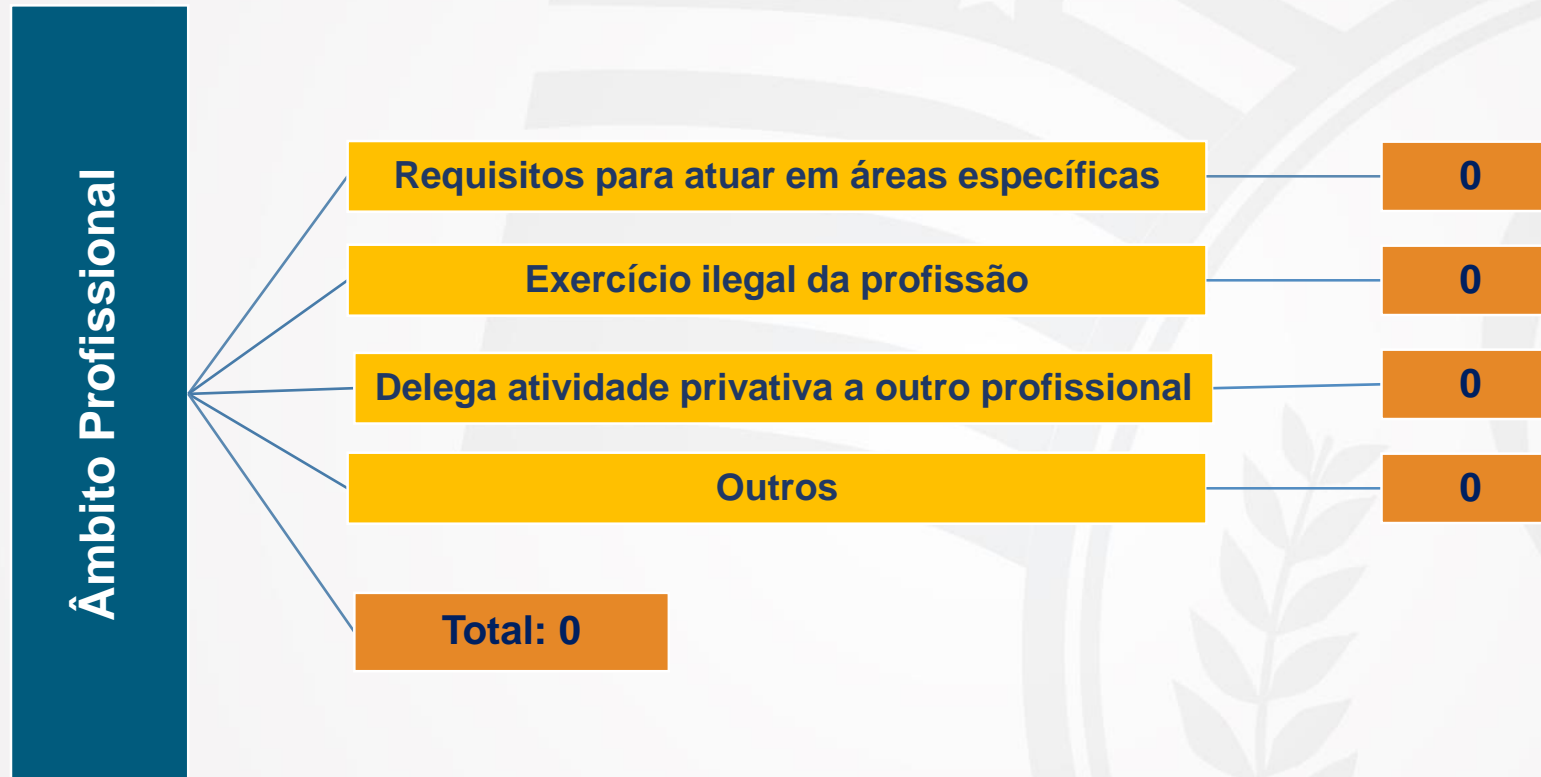 Âmbito Profissional
Requisitos para atuar em áreas específicas
0
Exercício ilegal da profissão
0
Delega atividade privativa a outro profissional
0
Outros
0
Total: 0